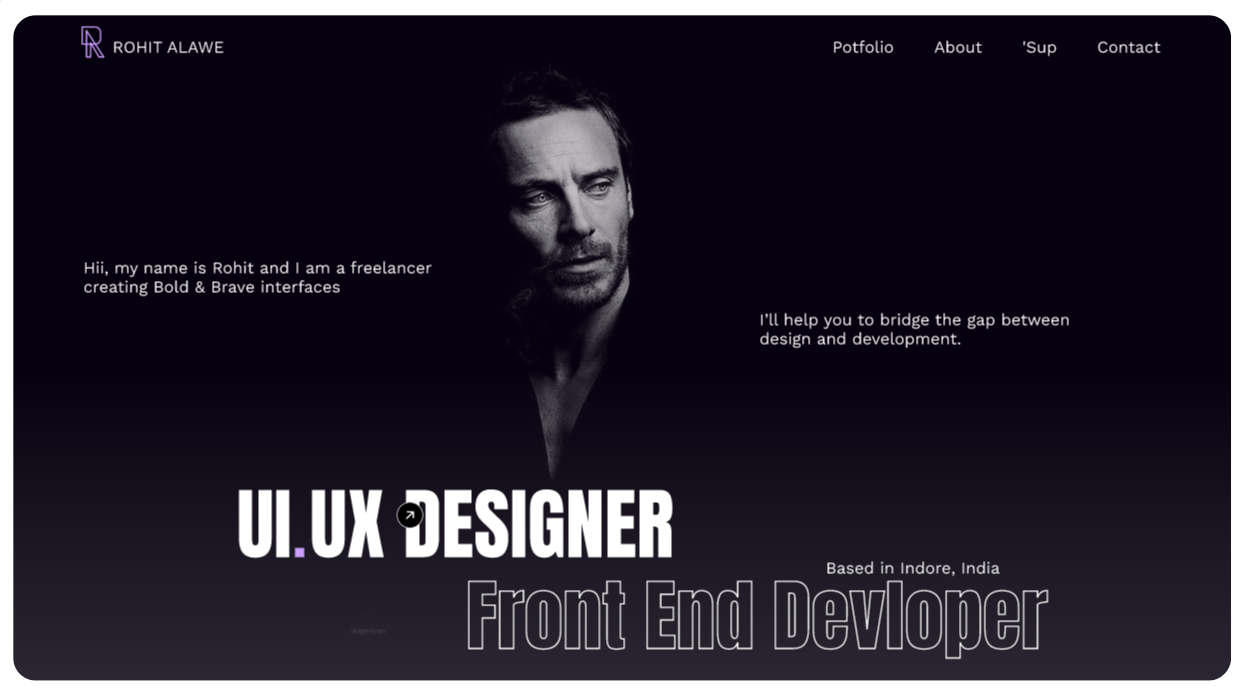 ROHIT ALAWE
Potfolio
About
'Sup
Contact
Hii, my name is Rohit and I am a freelancer
creating Bold & Brave interfaces
I'll help you to bridge the gap between
design and development.
UI.UX DESIGNER
Based in Indore, India
Front End Devloper